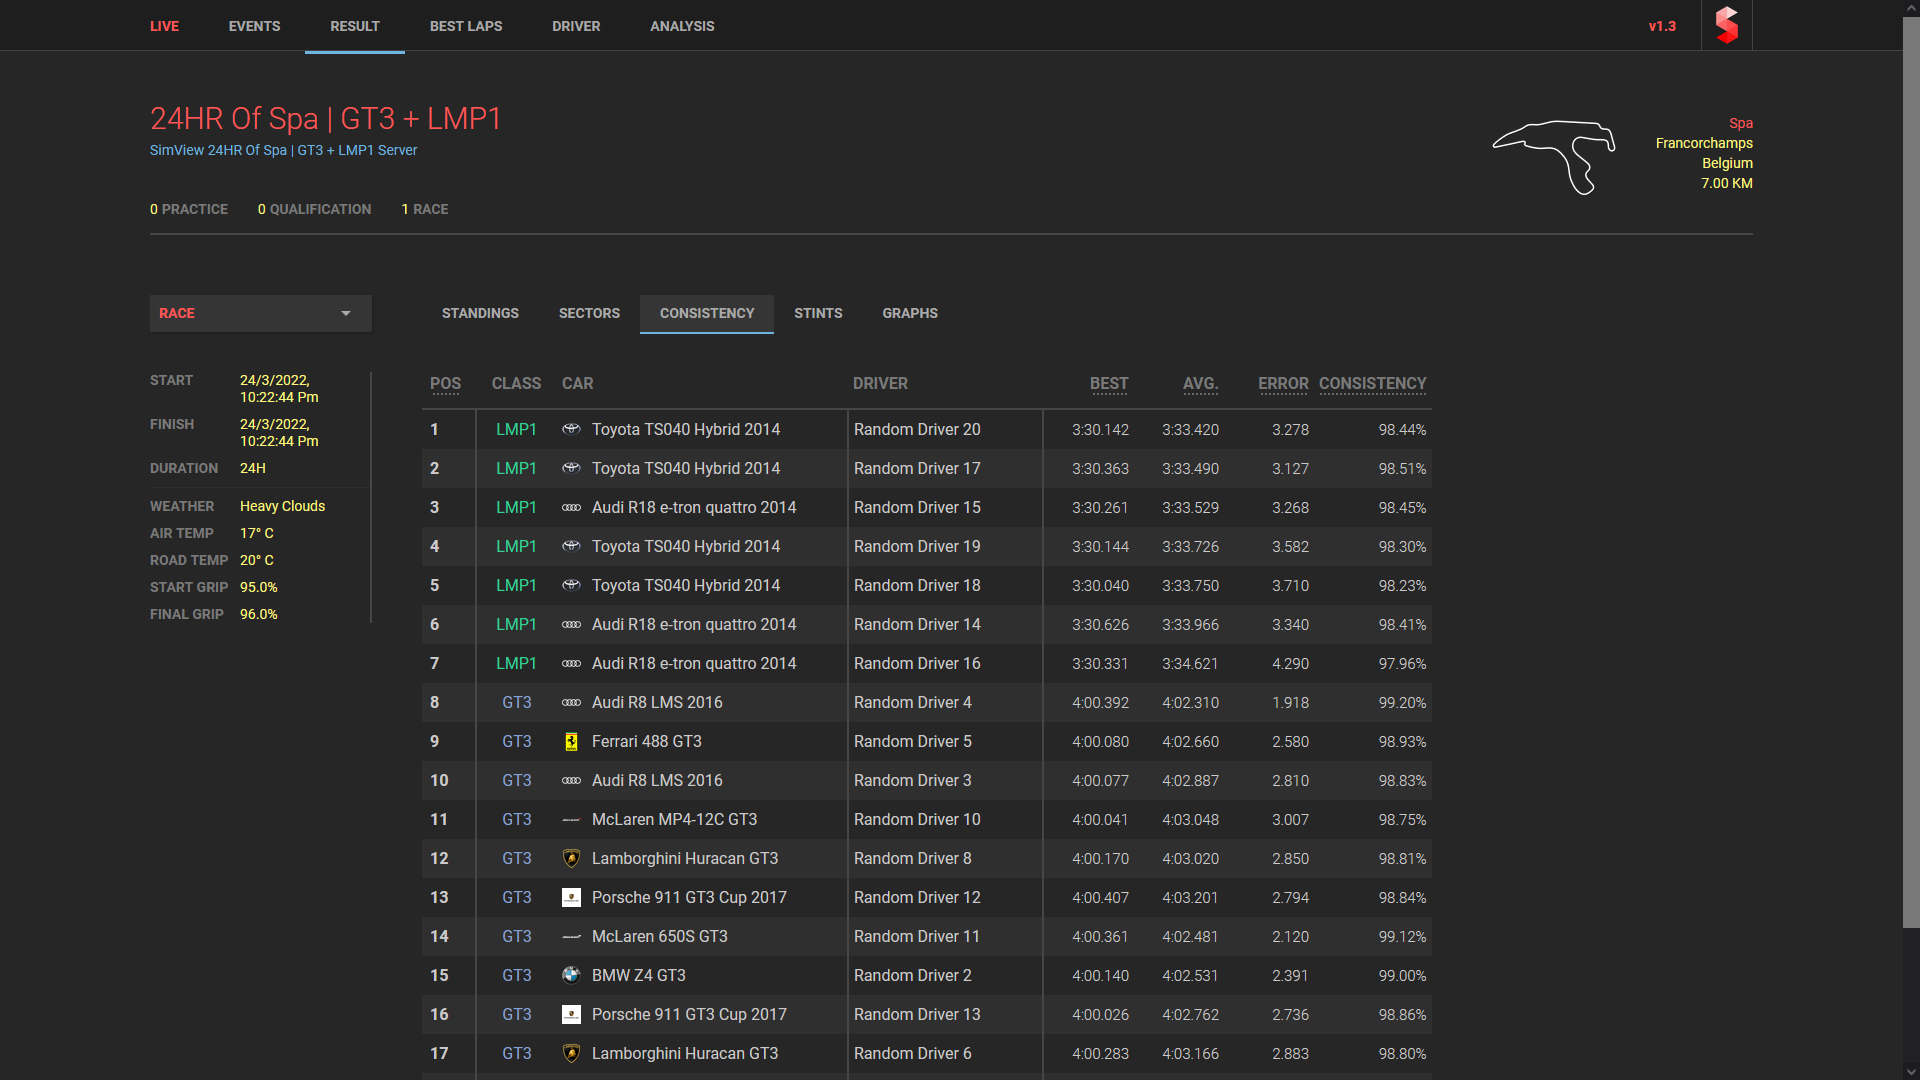 LIVE EVENTS RESULT BEST LAPS DRIVER ANALYSIS v1.3
24HR Of Spa | GT3 + LMP1
SimView 24HR Of Spa | GT3 + LMP1 Server
0 PRACTICE 0 QUALIFICATION 1 RACE
Spa
Francorchamps
Belgium
7.00 KM
RACE
START 24/3/2022,
10:22:44 Pm
FINISH 24/3/2022,
10:22:44 Pm
DURATION 24H
WEATHER Heavy Clouds
AIR TEMP 17° C
ROAD TEMP 20° C
START GRIP 95.0%
FINAL GRIP 96.0%
STANDINGS SECTORS CONSISTENCY STINTS GRAPHS
POS CLASS CAR DRIVER BEST AVG. ERROR CONSISTENCY
1 LMP1 Toyota TS040 Hybrid 2014 Random Driver 20 3:30.142 3:33.420 3.278 98.44%
2 LMP1 Toyota TS040 Hybrid 2014 Random Driver 17 3:30.363 3:33.490 3.127 98.51%
3 LMP1 Audi R18 e-tron quattro 2014 Random Driver 15 3:30.261 3:33.529 3.268 98.45%
4 LMP1 Toyota TS040 Hybrid 2014 Random Driver 19 3:30.144 3:33.726 3.582 98.30%
5 LMP1 Toyota TS040 Hybrid 2014 Random Driver 18 3:30.040 3:33.750 3.710 98.23%
6 LMP1 Audi R18 e-tron quattro 2014 Random Driver 14 3:30.626 3:33.966 3.340 98.41%
7 LMP1 Audi R18 e-tron quattro 2014 Random Driver 16 3:30.331 3:34.621 4.290 97.96%
8 GT3 Audi R8 LMS 2016 Random Driver 4 4:00.392 4:02.310 1.918 99.20%
9 GT3 Ferrari 488 GT3 Random Driver 5 4:00.080 4:02.660 2.580 98.93%
10 GT3 Audi R8 LMS 2016 Random Driver 3 4:00.077 4:02.887 2.810 98.83%
11 GT3 McLaren MP4-12C GT3 Random Driver 10 4:00.041 4:03.048 3.007 98.75%
12 GT3 Lamborghini Huracan GT3 Random Driver 8 4:00.170 4:03.020 2.850 98.81%
13 GT3 Porsche 911 GT3 Cup 2017 Random Driver 12 4:00.407 4:03.201 2.794 98.84%
14 GT3 McLaren 650S GT3 Random Driver 11 4:00.361 4:02.481 2.120 99.12%
15 GT3 BMW Z4 GT3 Random Driver 2 4:00.140 4:02.531 2.391 99.00%
16 GT3 Porsche 911 GT3 Cup 2017 Random Driver 13 4:00.026 4:02.762 2.736 98.86%
17 GT3 Lamborghini Huracan GT3 Random Driver 6 4:00.283 4:03.166 2.883 98.80%